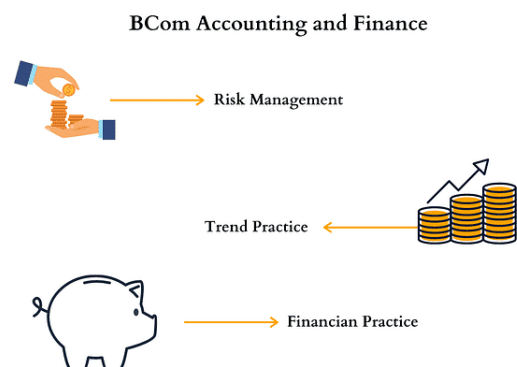 BCom Accounting and Finance
Risk Management
Trend Practice
Financian Practice